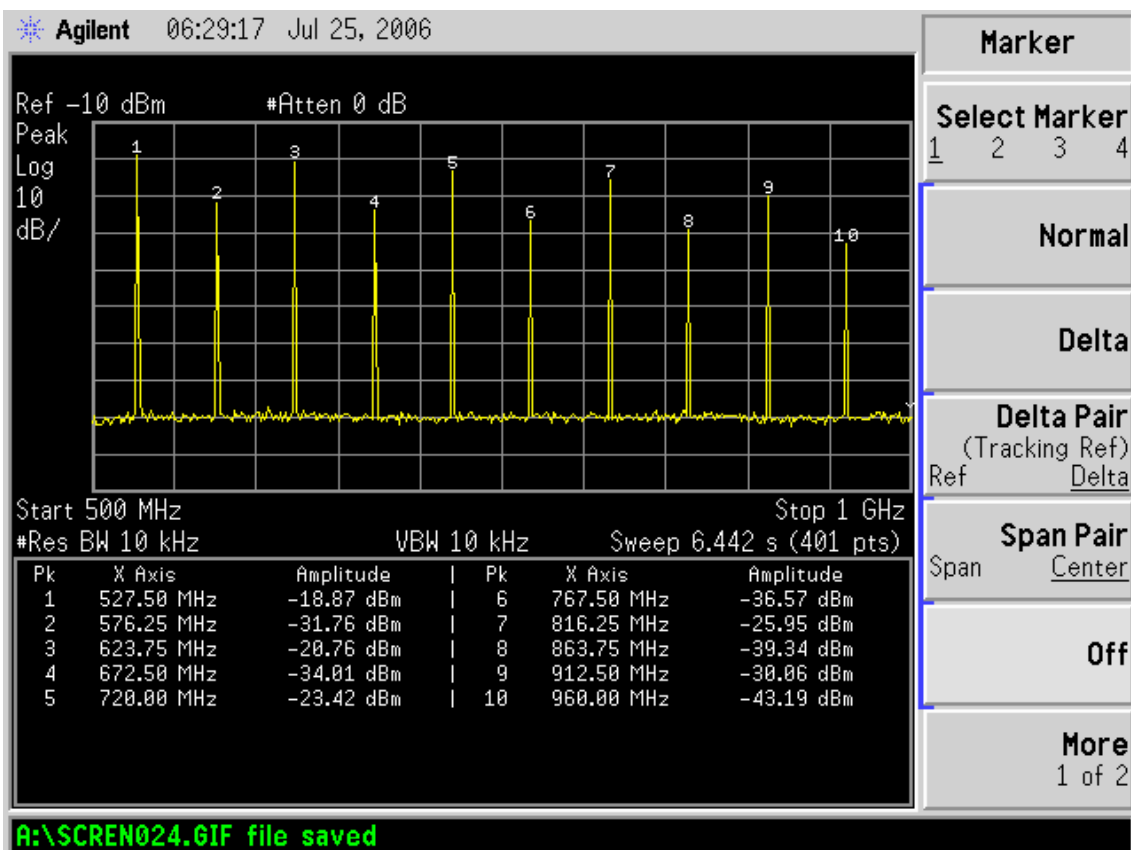 Agilent 06:29:17 Jul 25, 2006
Ref -10 dBm #Atten 0 dB
Peak
Log
10
dB/
1
2
3
4
5
6
7
8
9
10
Start 500 MHz Stop 1 GHz
#Res BW 10 kHz VBW 10 kHz Sweep 6.442 s (401 pts)
Pk X Axis Amplitude | Pk X Axis Amplitude
1 527.50 MHz -18.87 dBm | 6 767.50 MHz -36.57 dBm
2 576.25 MHz -31.76 dBm | 7 816.25 MHz -25.95 dBm
3 623.75 MHz -20.76 dBm | 8 863.75 MHz -39.34 dBm
4 672.50 MHz -34.01 dBm | 9 912.50 MHz -30.06 dBm
5 720.00 MHz -23.42 dBm | 10 960.00 MHz -43.19 dBm
A:\SCREN024.GIF file saved
Marker
Select Marker
1 2 3 4
Normal
Delta
Delta Pair
(Tracking Ref)
Ref Delta
Span Pair
Span Center
Off
More
1 of 2